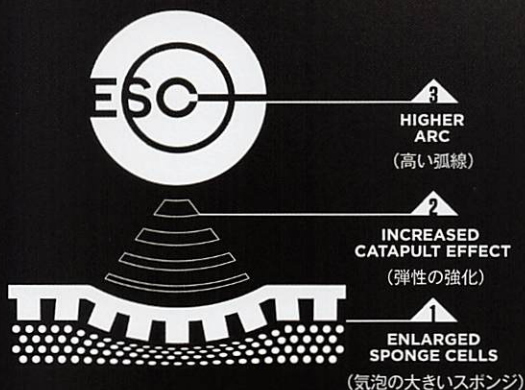 ESC
3
HIGHER
ARC
(高い弧線)
2
INCREASED
CATAPULT EFFECT
(弾性の強化)
1
ENLARGED
SPONGE CELLS
(気泡の大きいスポンジ)